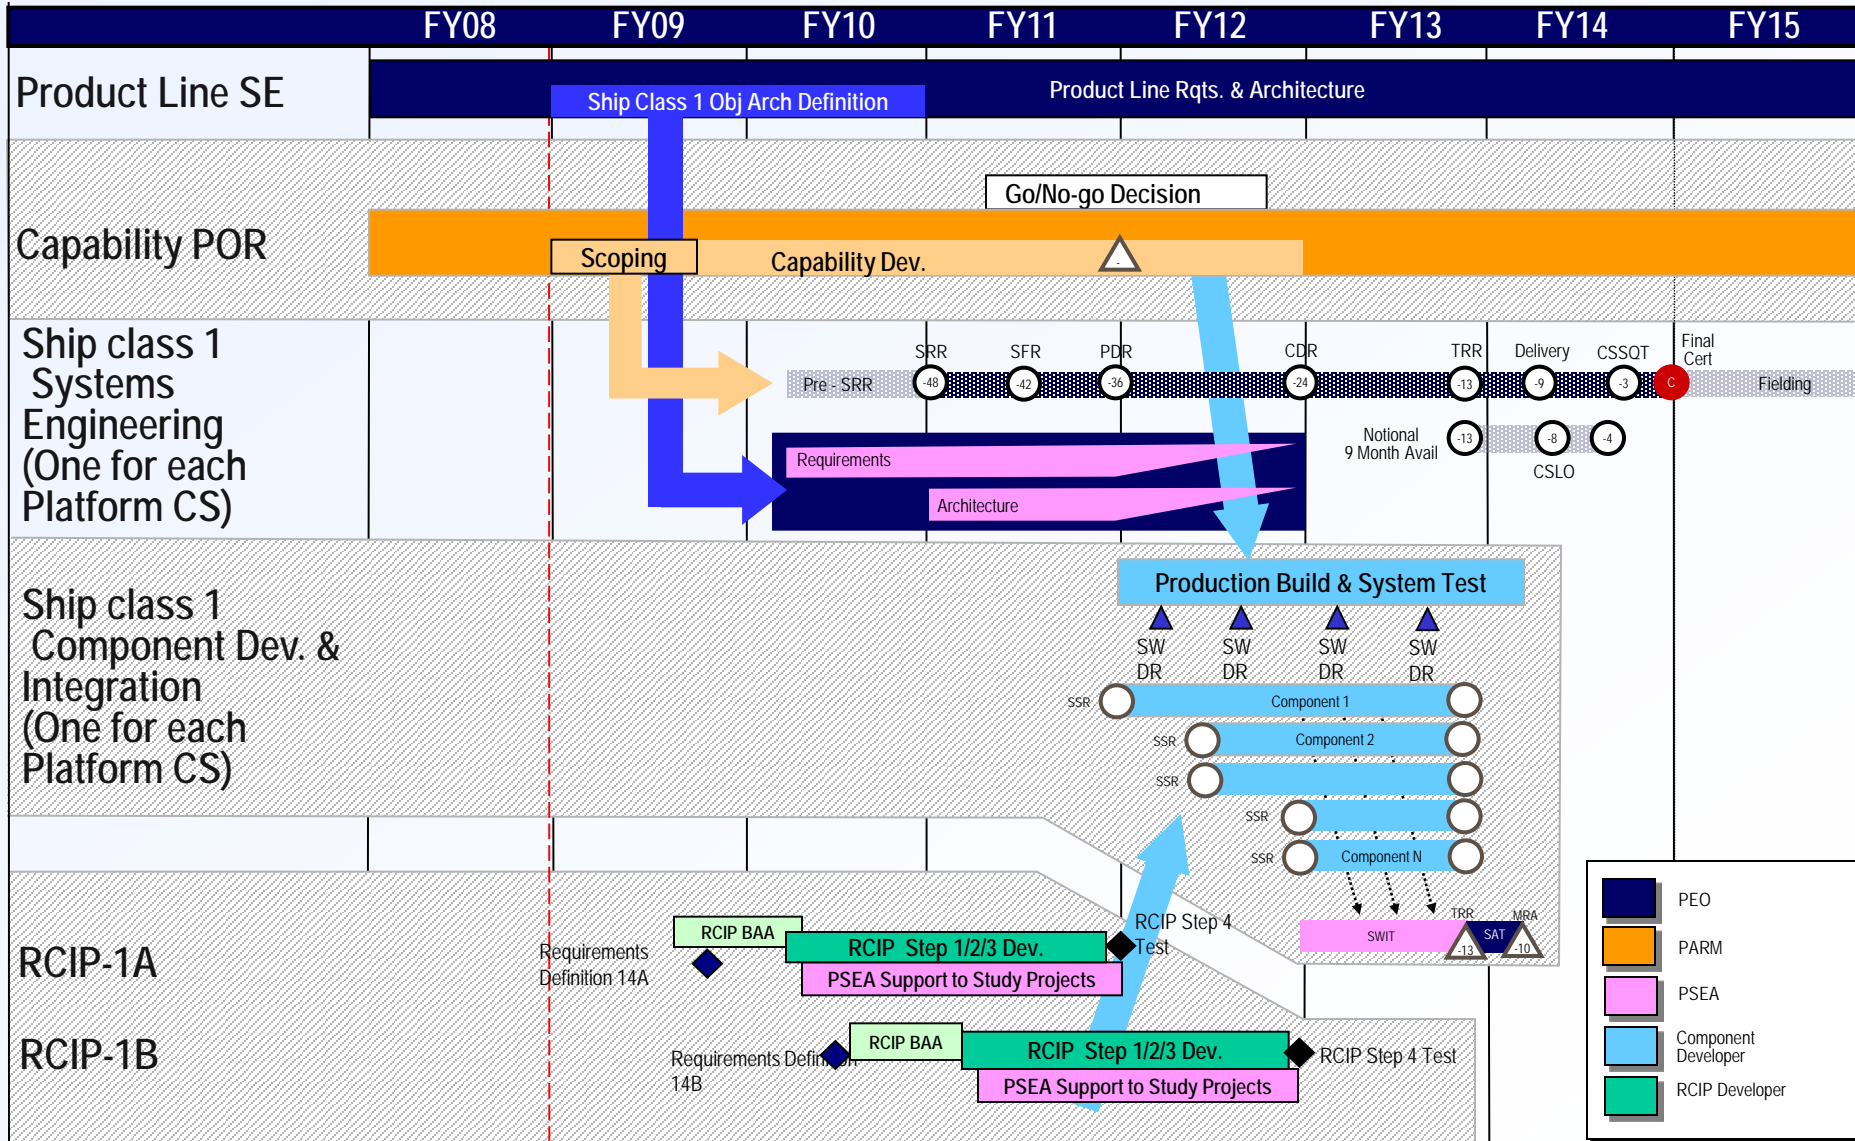 FY08 FY09 FY10 FY11 FY12 FY13 FY14 FY15
Product Line SE
Ship Class 1 Obj Arch Definition
Product Line Rqts. & Architecture
Go/No-go Decision
Capability POR
Scoping
Capability Dev.
-
Ship class 1
Systems
Engineering
(One for each
Platform CS)
SRR SFR PDR CDR TRR Delivery CSSQT
Final
Cert
Pre - SRR
-48 -42 -36 -24 -13 -9 -3 C
Fielding
Notional
9 Month Avail
-13 -8 -4
CSLO
Requirements
Architecture
Ship class 1
Component Dev. &
Integration
(One for each
Platform CS)
Production Build & System Test
SW SW SW SW
DR DR DR DR
SSR Component 1
SSR Component 2
SSR
SSR
SSR Component N
SWIT
TRR
-13
SAT
MRA
-10
RCIP-1A
Requirements
Definition 14A
RCIP BAA
RCIP Step 1/2/3 Dev.
PSEA Support to Study Projects
RCIP Step 4
Test
RCIP-1B
Requirements Defin
14B
RCIP BAA
RCIP Step 1/2/3 Dev.
PSEA Support to Study Projects
RCIP Step 4 Test
PEO
PARM
PSEA
Component
Developer
RCIP Developer